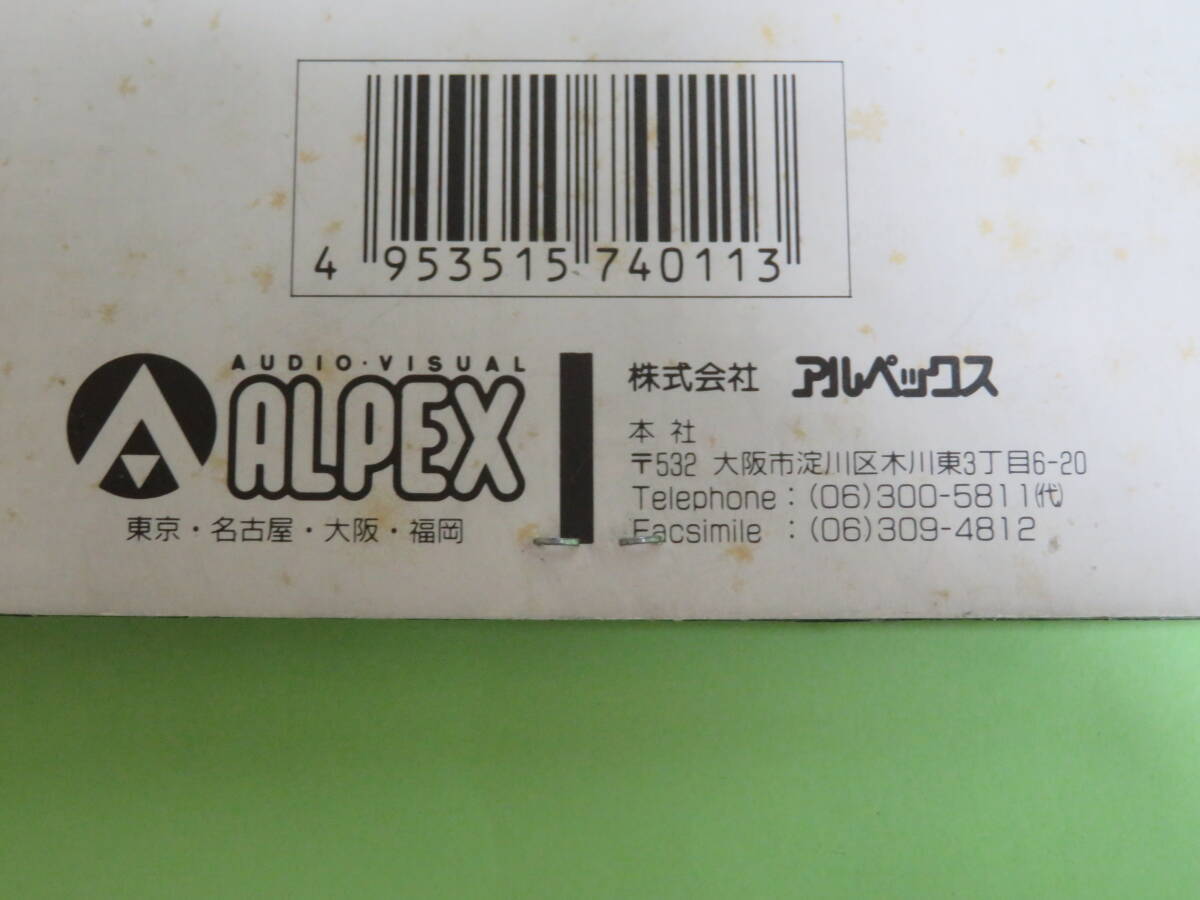 4 953515 740113
AUDIO・VISUAL
ALPEX
東京・名古屋・大阪・福岡
株式会社 アルペックス
本社
〒532 大阪市淀川区木川東3丁目6-20
Telephone : (06)300-5811㈹
Facsimile : (06)309-4812